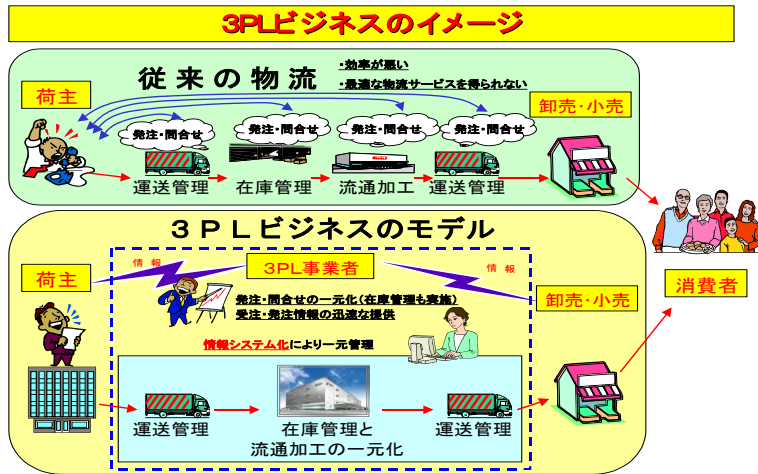 3PLビジネスのイメージ
従来の物流
・効率が悪い
・最適な物流サービスを得られない
荷主
卸売・小売
発注・問合せ
発注・問合せ
発注・問合せ
発注・問合せ
運送管理
在庫管理
流通加工
運送管理
3PLビジネスのモデル
荷主
情報
3PL事業者
情報
卸売・小売
消費者
発注・問合せの一元化(在庫管理も実施)
受注・発注情報の迅速な提供
情報システム化により一元管理
運送管理
在庫管理と
流通加工の一元化
運送管理